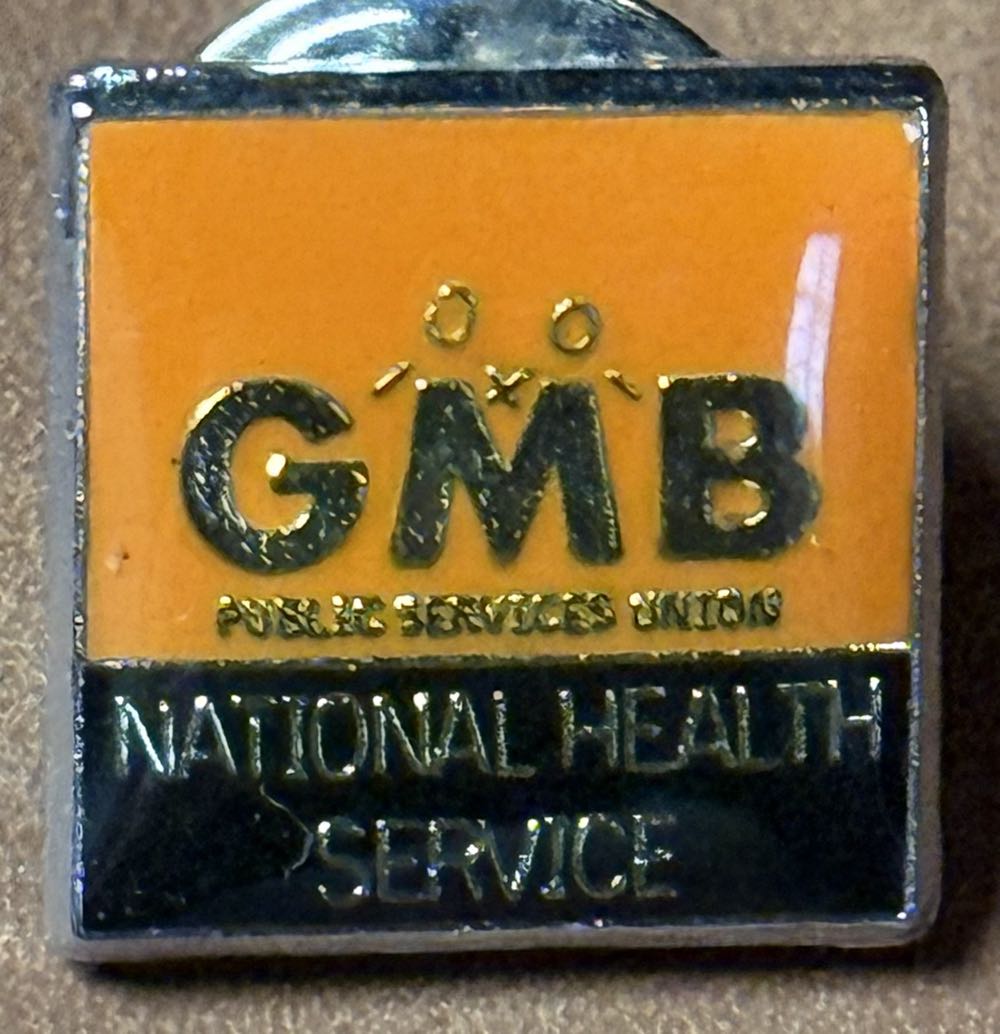 GMB
PUBLIC SERVICES UNION
NATIONAL HEALTH
SERVICE